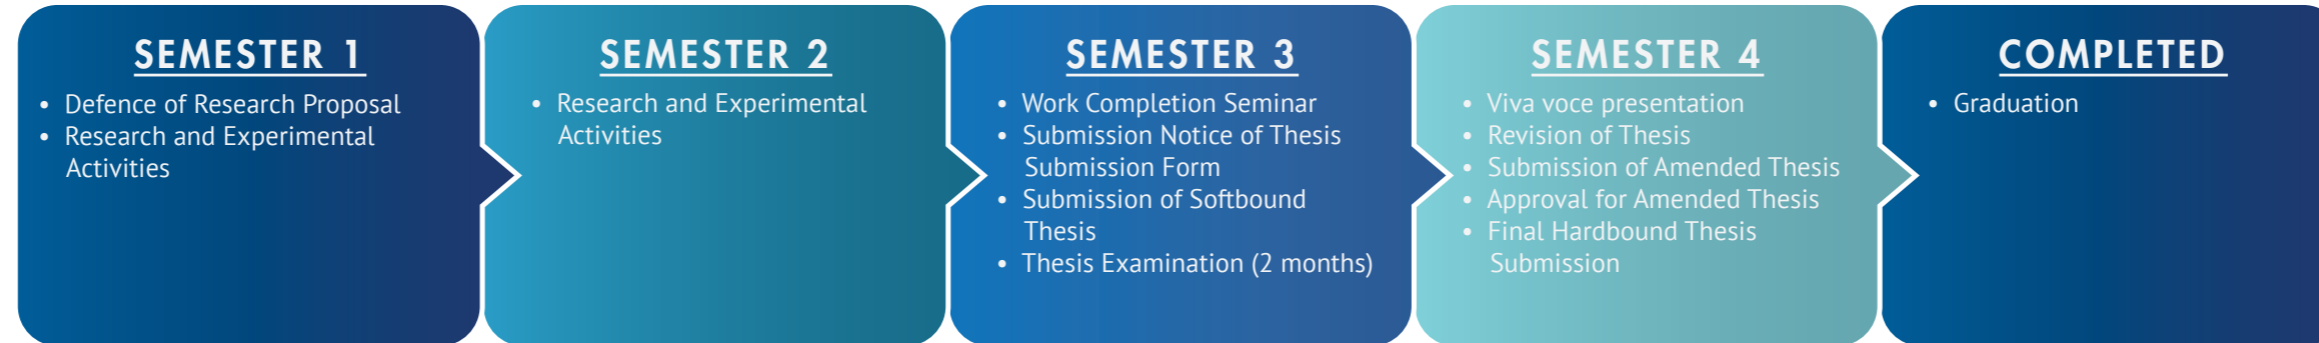 SEMESTER 1
• Defence of Research Proposal
• Research and Experimental
Activities
SEMESTER 2
• Research and Experimental
Activities
SEMESTER 3
• Work Completion Seminar
• Submission Notice of Thesis
Submission Form
• Submission of Softbound
Thesis
• Thesis Examination (2 months)
SEMESTER 4
• Viva voce presentation
• Revision of Thesis
• Submission of Amended Thesis
• Approval for Amended Thesis
• Final Hardbound Thesis
Submission
COMPLETED
• Graduation